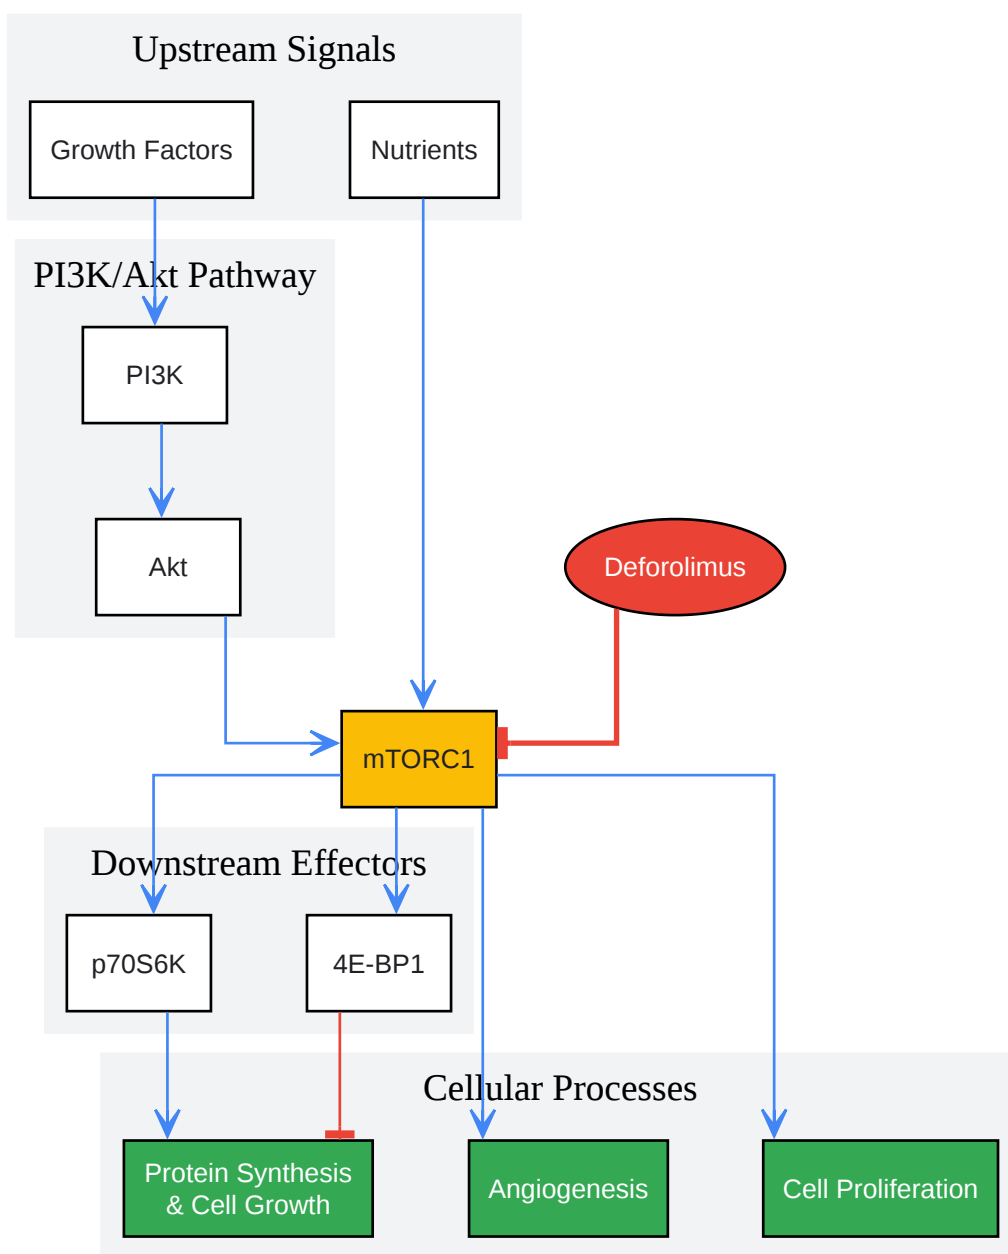 Upstream Signals
Growth Factors
Nutrients
PI3K/Akt Pathway
PI3K
Akt
Deforolimus
mTORC1
Downstream Effectors
p70S6K
4E-BP1
Cellular Processes
Protein Synthesis
& Cell Growth
Angiogenesis
Cell Proliferation